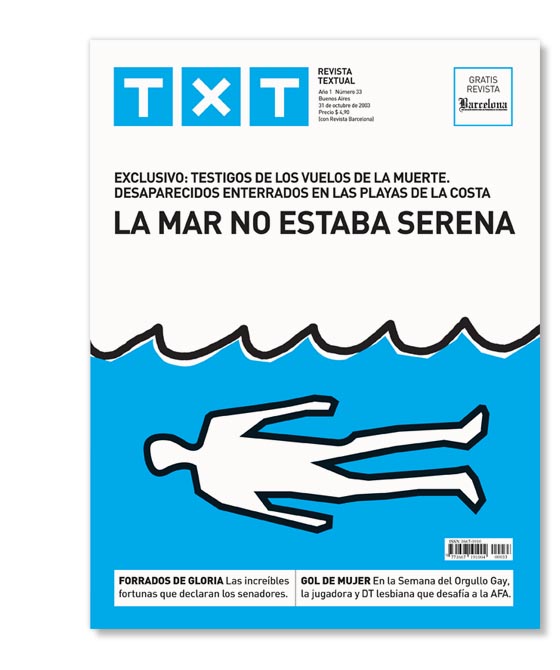 TXT
REVISTA
TEXTUAL
Año 1 Número 33
Buenos Aires
31 de octubre de 2003
Precio $ 4,90
(con Revista Barcelona)
GRATIS
REVISTA
Barcelona
EXCLUSIVO: TESTIGOS DE LOS VUELOS DE LA MUERTE.
DESAPARECIDOS ENTERRADOS EN LAS PLAYAS DE LA COSTA
LA MAR NO ESTABA SERENA
FORRADOS DE GLORIA Las increíbles
fortunas que declaran los senadores.
GOL DE MUJER En la Semana del Orgullo Gay,
la jugadora y DT lesbiana que desafía a la AFA.